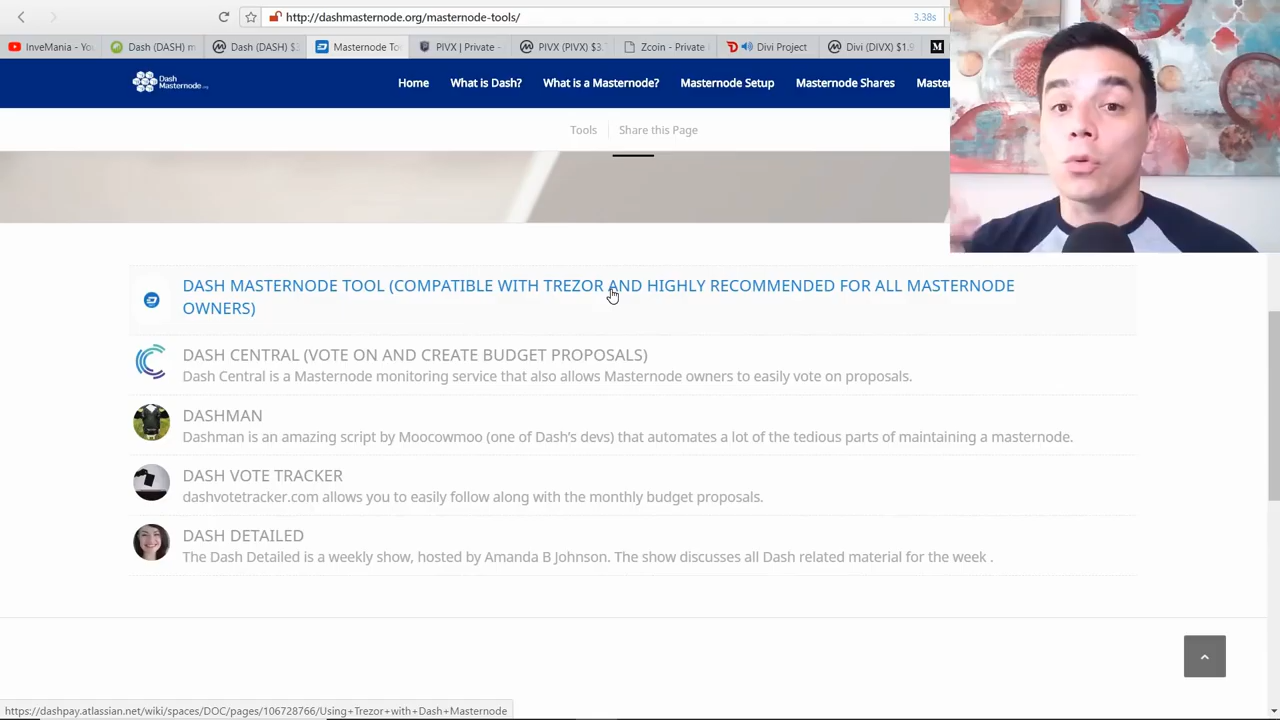 http://dashmasternode.org/masternode-tools/
3.38s
InveMania - Yo
Dash (DASH) m
Dash (DASH) $
Masternode To
PIVX | Private -
PIVX (PIVX) $3.
Zcoin - Private
Divi Project
Divi (DIVX) $1.9
Dash
Masternode.org
Home
What is Dash?
What is a Masternode?
Masternode Setup
Masternode Shares
Master
Tools
Share this Page
DASH MASTERNODE TOOL (COMPATIBLE WITH TREZOR AND HIGHLY RECOMMENDED FOR ALL MASTERNODE
OWNERS)
DASH CENTRAL (VOTE ON AND CREATE BUDGET PROPOSALS)
Dash Central is a Masternode monitoring service that also allows Masternode owners to easily vote on proposals.
DASHMAN
Dashman is an amazing script by Moocowmoo (one of Dash’s devs) that automates a lot of the tedious parts of maintaining a masternode.
DASH VOTE TRACKER
dashvotetracker.com allows you to easily follow along with the monthly budget proposals.
DASH DETAILED
The Dash Detailed is a weekly show, hosted by Amanda B Johnson. The show discusses all Dash related material for the week .
https://dashpay.atlassian.net/wiki/spaces/DOC/pages/106728766/Using+Trezor+with+Dash+Masternode